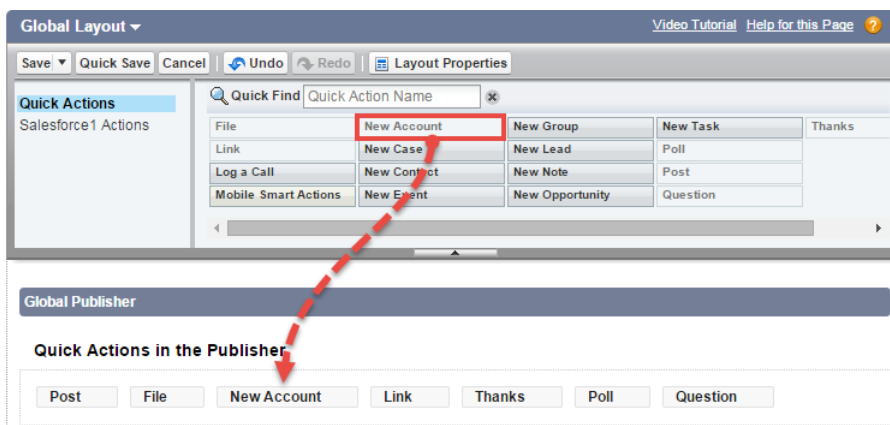 Global Layout Video Tutorial Help for this Page ?
Save Quick Save Cancel Undo Redo Layout Properties
Quick Find Quick Action Name
Quick Actions
Salesforce1 Actions
File New Account New Group New Task Thanks
Link New Case New Lead Poll
Log a Call New Contact New Note Post
Mobile Smart Actions New Event New Opportunity Question
Global Publisher
Quick Actions in the Publisher
Post File New Account Link Thanks Poll Question